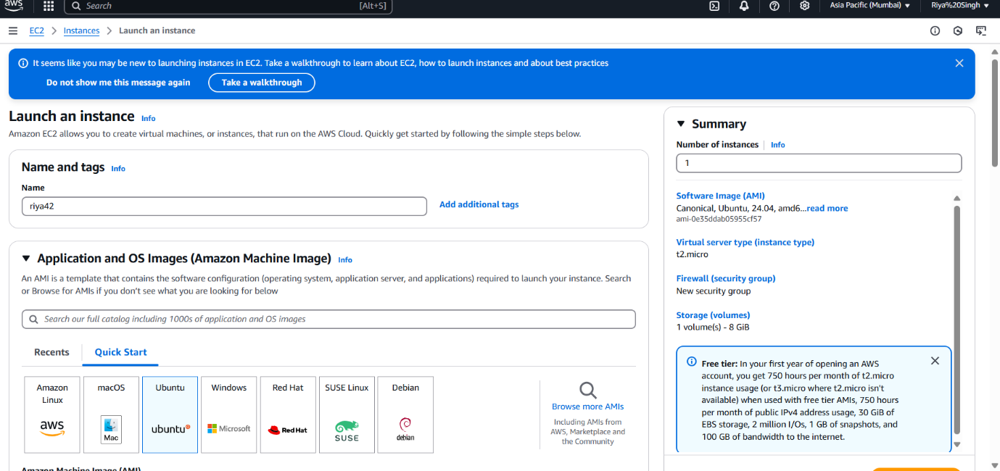 aws
Search [Alt+S]
Asia Pacific (Mumbai) Riya%20Singh
EC2 Instances Launch an instance
It seems like you may be new to launching instances in EC2. Take a walkthrough to learn about EC2, how to launch instances and about best practices
Do not show me this message again Take a walkthrough
Launch an instance Info
Amazon EC2 allows you to create virtual machines, or instances, that run on the AWS Cloud. Quickly get started by following the simple steps below.
Name and tags Info
Name
riya42
Add additional tags
Application and OS Images (Amazon Machine Image) Info
An AMI is a template that contains the software configuration (operating system, application server, and applications) required to launch your instance. Search
or Browse for AMIs if you don’t see what you are looking for below
Search our full catalog including 1000s of application and OS images
Recents Quick Start
Amazon
Linux
aws
macOS
Mac
Ubuntu
ubuntu
Windows
Microsoft
Red Hat
Red Hat
SUSE Linux
SUSE
Debian
debian
Browse more AMIs
Including AMIs from
AWS, Marketplace and
the Community
Amazon Machine Image (AMI)
Summary
Number of instances Info
1
Software Image (AMI)
Canonical, Ubuntu, 24.04, amd6...read more
ami-0e35ddab05955cf57
Virtual server type (instance type)
t2.micro
Firewall (security group)
New security group
Storage (volumes)
1 volume(s) - 8 GiB
Free tier: In your first year of opening an AWS
account, you get 750 hours per month of t2.micro
instance usage (or t3.micro where t2.micro isn't
available) when used with free tier AMIs, 750 hours
per month of public IPv4 address usage, 30 GiB of
EBS storage, 2 million I/Os, 1 GB of snapshots, and
100 GB of bandwidth to the internet.